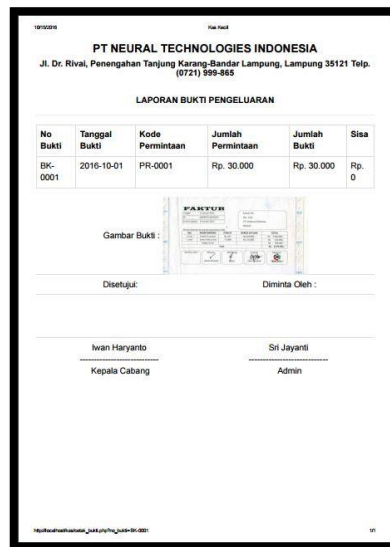 10/15/2016 Kas Kecil
PT NEURAL TECHNOLOGIES INDONESIA
Jl. Dr. Rivai, Penengahan Tanjung Karang-Bandar Lampung, Lampung 35121 Telp.
(0721) 999-865
LAPORAN BUKTI PENGELUARAN
No Bukti Tanggal Bukti Kode Permintaan Jumlah Permintaan Jumlah Bukti Sisa
BK-0001 2016-10-01 PR-0001 Rp. 30.000 Rp. 30.000 Rp. 0
Gambar Bukti :
FAKTUR
Disetujui: Diminta Oleh :
Iwan Haryanto Sri Jayanti
Kepala Cabang Admin
1/1